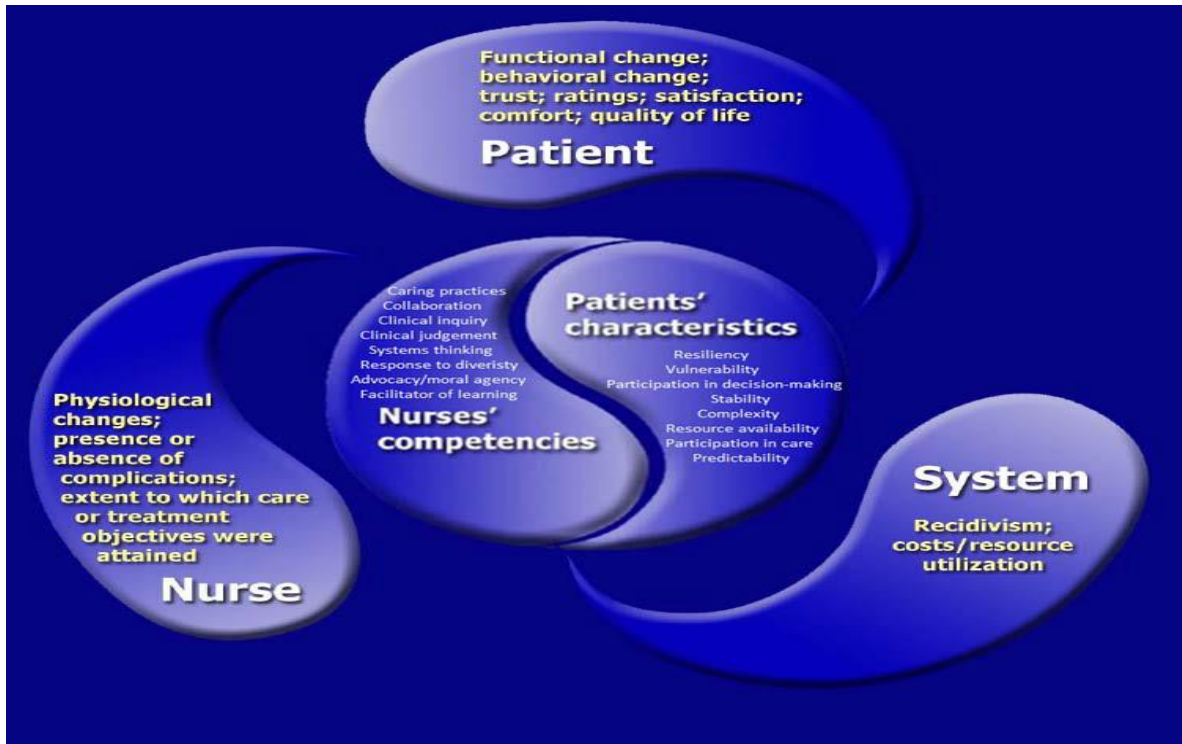 Functional change;
behavioral change;
trust; ratings; satisfaction;
comfort; quality of life
Patient
Caring practices
Collaboration
Clinical inquiry
Clinical judgement
Systems thinking
Response to diveristy
Advocacy/moral agency
Facilitator of learning
Nurses'
competencies
Patients'
characteristics
Resiliency
Vulnerability
Participation in decision-making
Stability
Complexity
Resource availability
Participation in care
Predictability
Physiological
changes;
presence or
absence of
complications;
extent to which care
or treatment
objectives were
attained
Nurse
System
Recidivism;
costs/resource
utilization